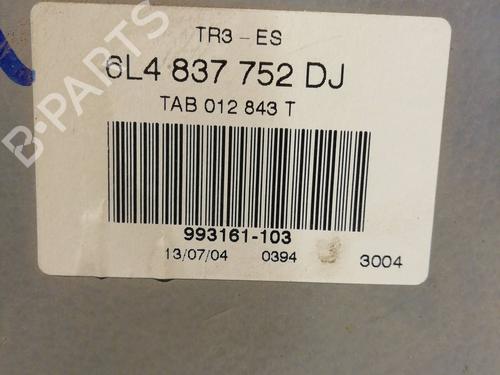 TR3 - ES
6L4 837 752 DJ
TAB 012 843 T
993161-103
13/07/04 0394 3004
B-PARTS